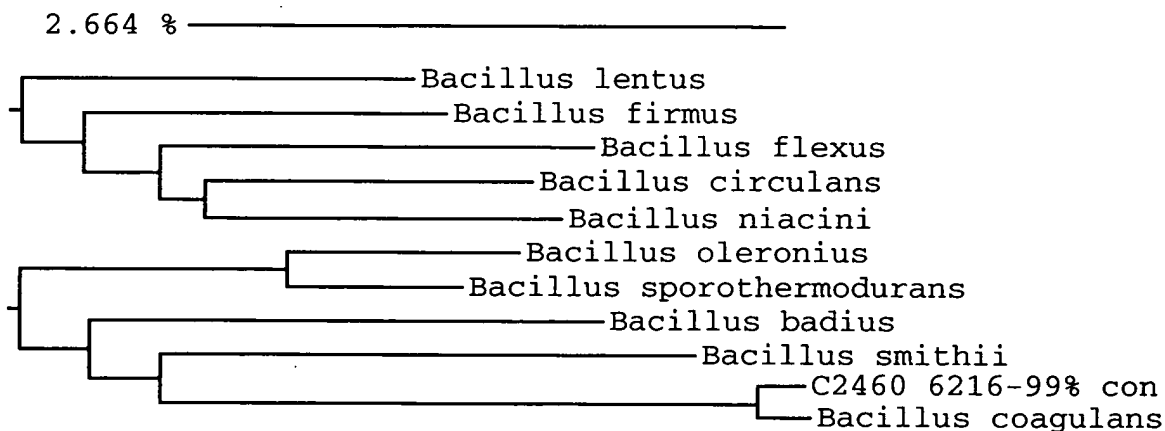 2.664 %
Bacillus lentus
Bacillus firmus
Bacillus flexus
Bacillus circulans
Bacillus niacini
Bacillus oleronius
Bacillus sporothermodurans
Bacillus badius
Bacillus smithii
C2460 6216-99% con
Bacillus coagulans